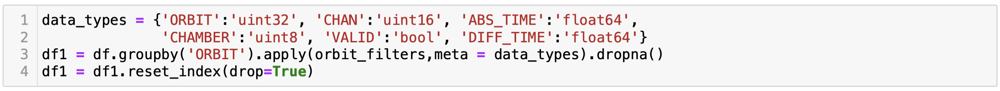 1 data_types = {'ORBIT':'uint32', 'CHAN':'uint16', 'ABS_TIME':'float64',
2 'CHAMBER':'uint8', 'VALID':'bool', 'DIFF_TIME':'float64'}
3 df1 = df.groupby('ORBIT').apply(orbit_filters,meta = data_types).dropna()
4 df1 = df1.reset_index(drop=True)